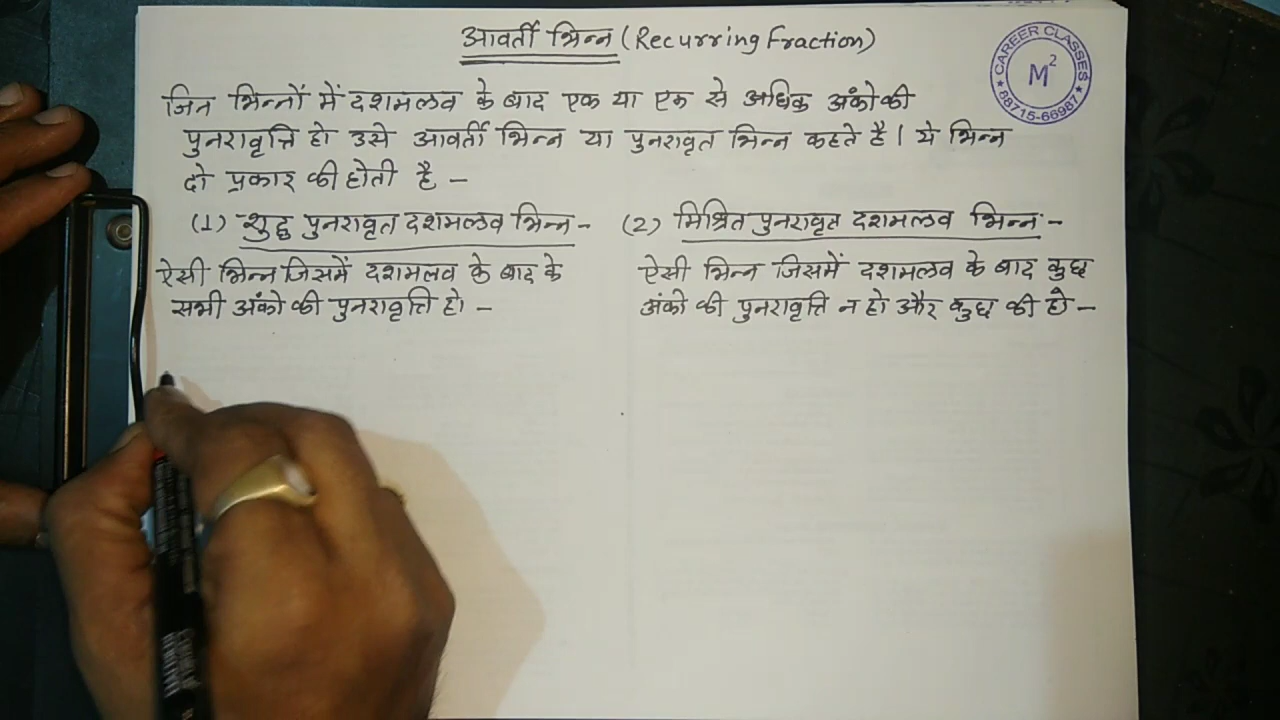 आवर्ती भिन्न (Recurring Fraction)
CAREER CLASSES
M²
* 88715-66987 *
जिन भिन्नों में दशमलव के बाद एक या एक से अधिक अंको की
पुनरावृत्ति हो उसे आवर्ती भिन्न या पुनरावृत भिन्न कहते है। ये भिन्न
दो प्रकार की होती है –
(1) शुद्ध पुनरावृत दशमलव भिन्न –
ऐसी भिन्न जिसमें दशमलव के बाद के
सभी अंको की पुनरावृत्ति हो –
(2) मिश्रित पुनरावृत दशमलव भिन्न :-
ऐसी भिन्न जिसमें दशमलव के बाद कुछ
अंको की पुनरावृत्ति न हो और कुछ की हो –